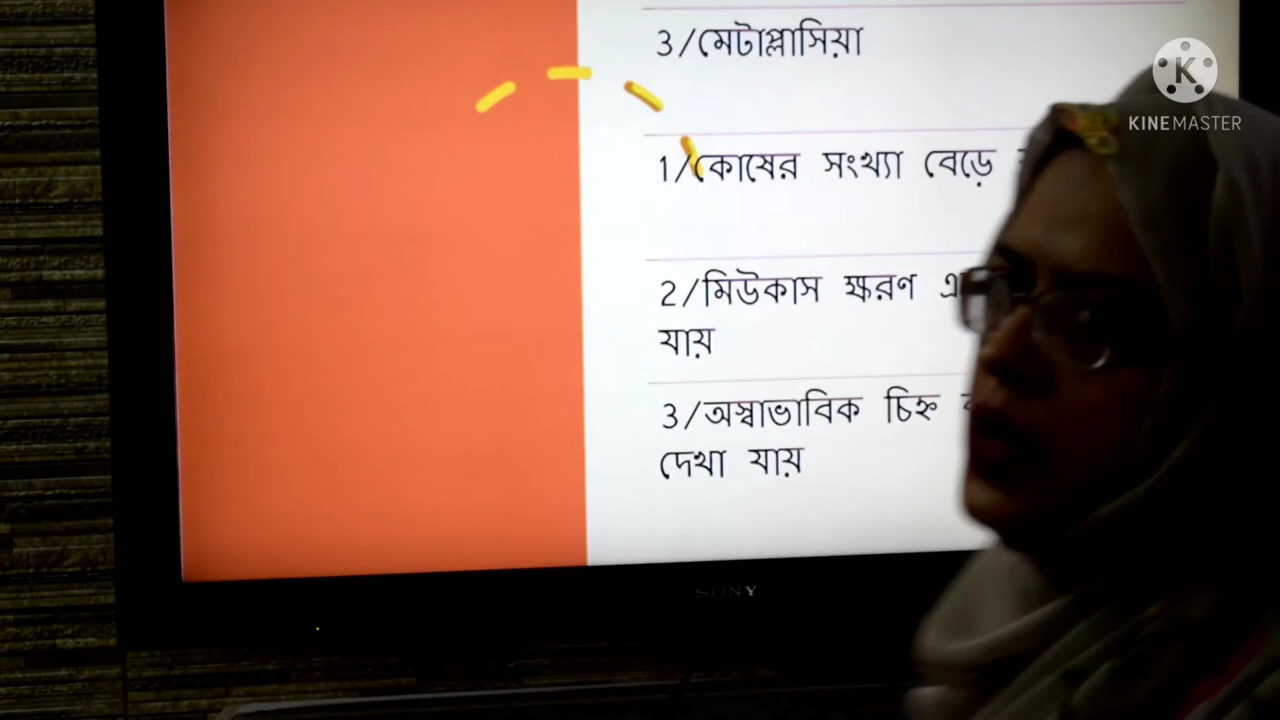 3/মেটাপ্লাসিয়া
K
KINEMASTER
1/কোষের সংখ্যা বেড়ে
2/মিউকাস ক্ষরণ
যায়
3/অস্বাভাবিক চিহ্ন
দেখা যায়
SONY